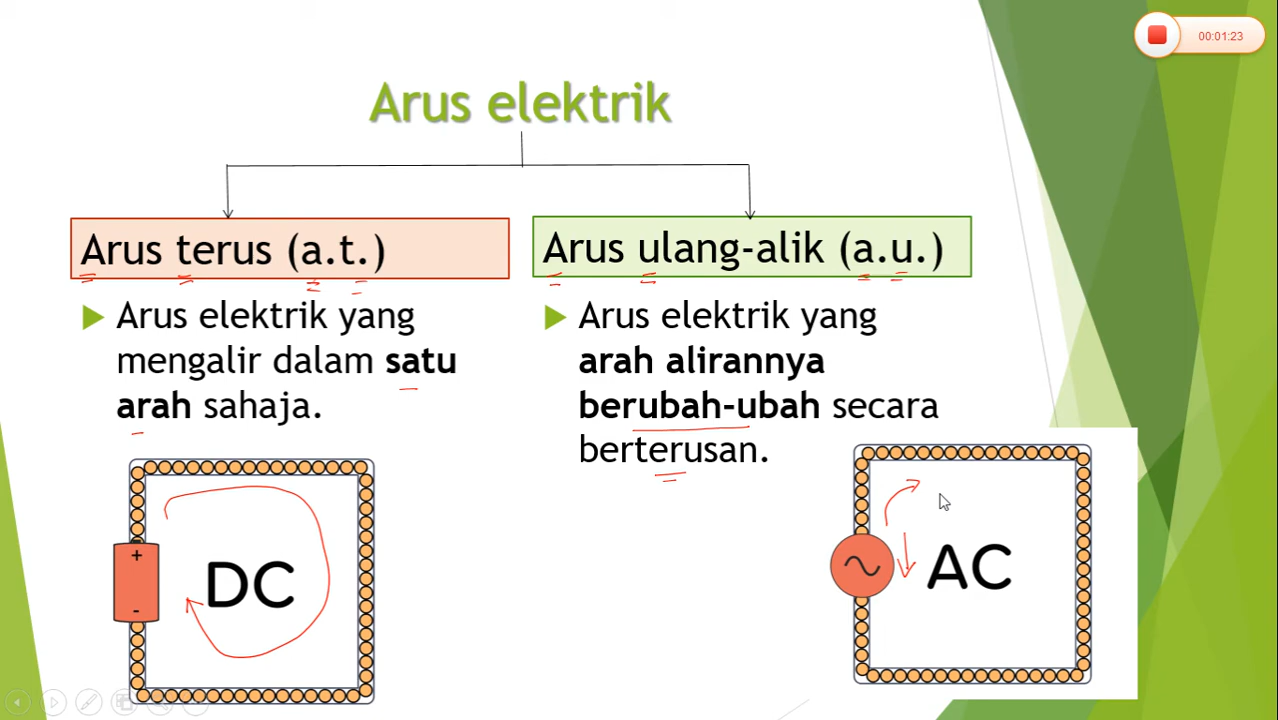 00:01:23
Arus elektrik
Arus terus (a.t.)
Arus elektrik yang
mengalir dalam satu
arah sahaja.
+
DC
-
Arus ulang-alik (a.u.)
Arus elektrik yang
arah alirannya
berubah-ubah secara
berterusan.
AC